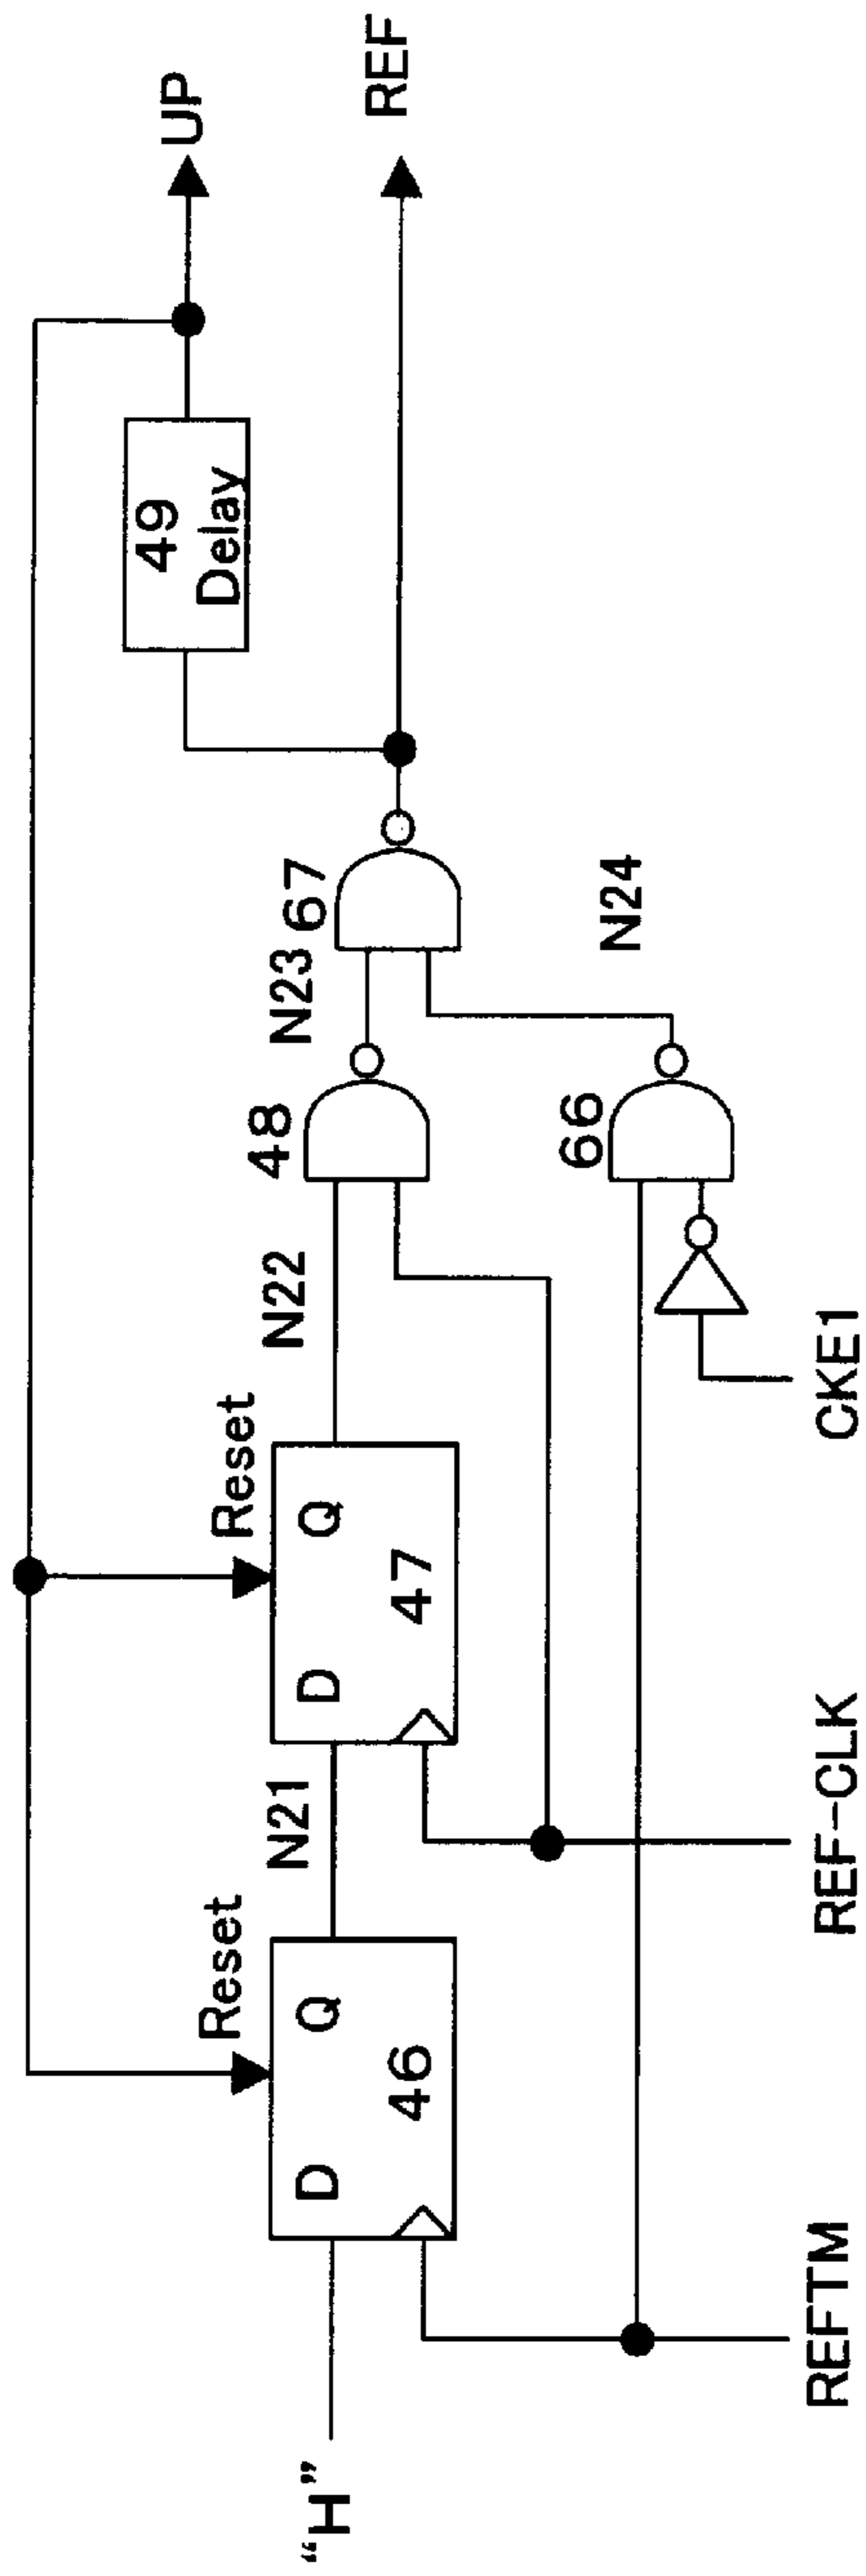 UP
REF
49
Delay
67
N23
N24
48
66
N22
CKE1
Reset
Q
D
47
N21
REF-CLK
Reset
Q
D
46
REFTM
“H”